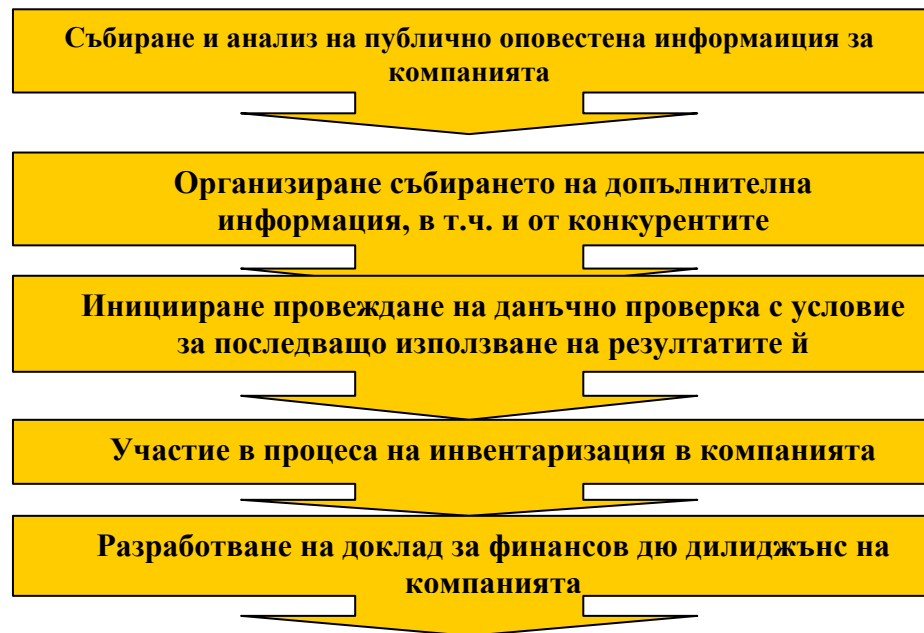 Събиране и анализ на публично оповестена информаиция за
компанията
Организиране събирането на допълнителна
информация, в т.ч. и от конкурентите
Иницииране провеждане на данъчно проверка с условие
за последващо използване на резултатите й
Участие в процеса на инвентаризация в компанията
Разработване на доклад за финансов дю дилиджънс на
компанията